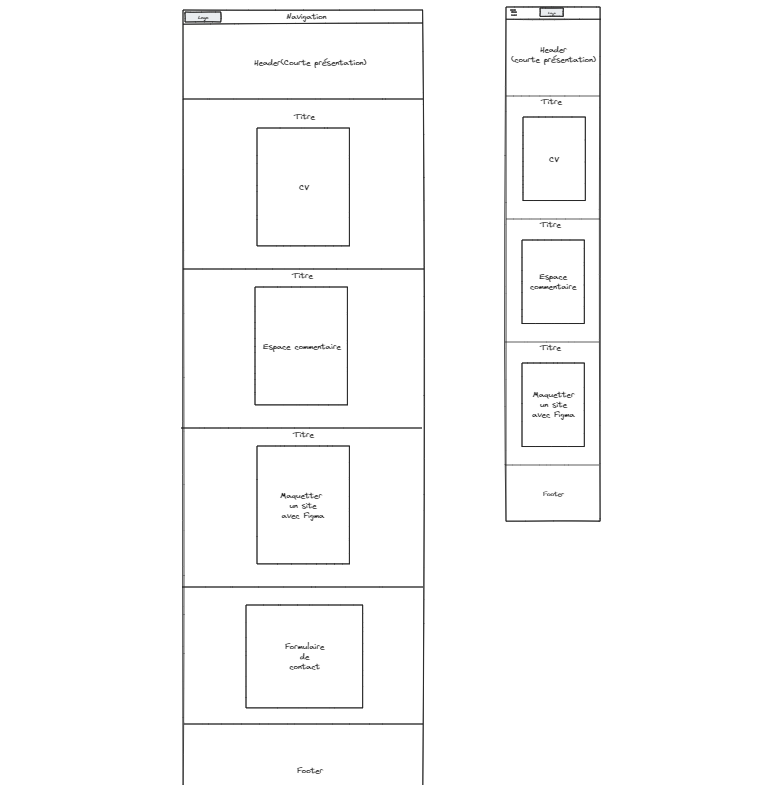 Logo
Navigation
Header(Courte présentation)
Titre
CV
Titre
Espace commentaire
Titre
Maquetter
un site
avec Figma
Formulaire
de
contact
Footer
Logo
Header
(courte présentation)
Titre
CV
Titre
Espace
commentaire
Titre
Maquetter
un site
avec Figma
Footer